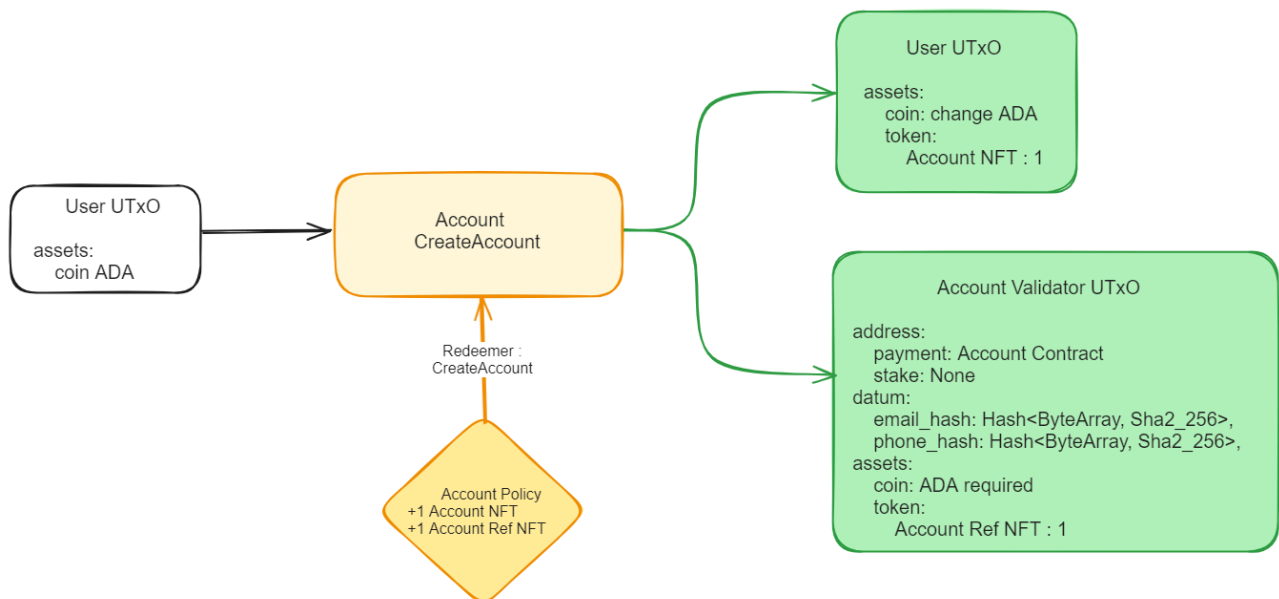 User UTxO
assets:
coin ADA
Account
CreateAccount
Redeemer :
CreateAccount
Account Policy
+1 Account NFT
+1 Account Ref NFT
User UTxO
assets:
coin: change ADA
token:
Account NFT : 1
Account Validator UTxO
address:
payment: Account Contract
stake: None
datum:
email_hash: Hash<ByteArray, Sha2_256>,
phone_hash: Hash<ByteArray, Sha2_256>,
assets:
coin: ADA required
token:
Account Ref NFT : 1